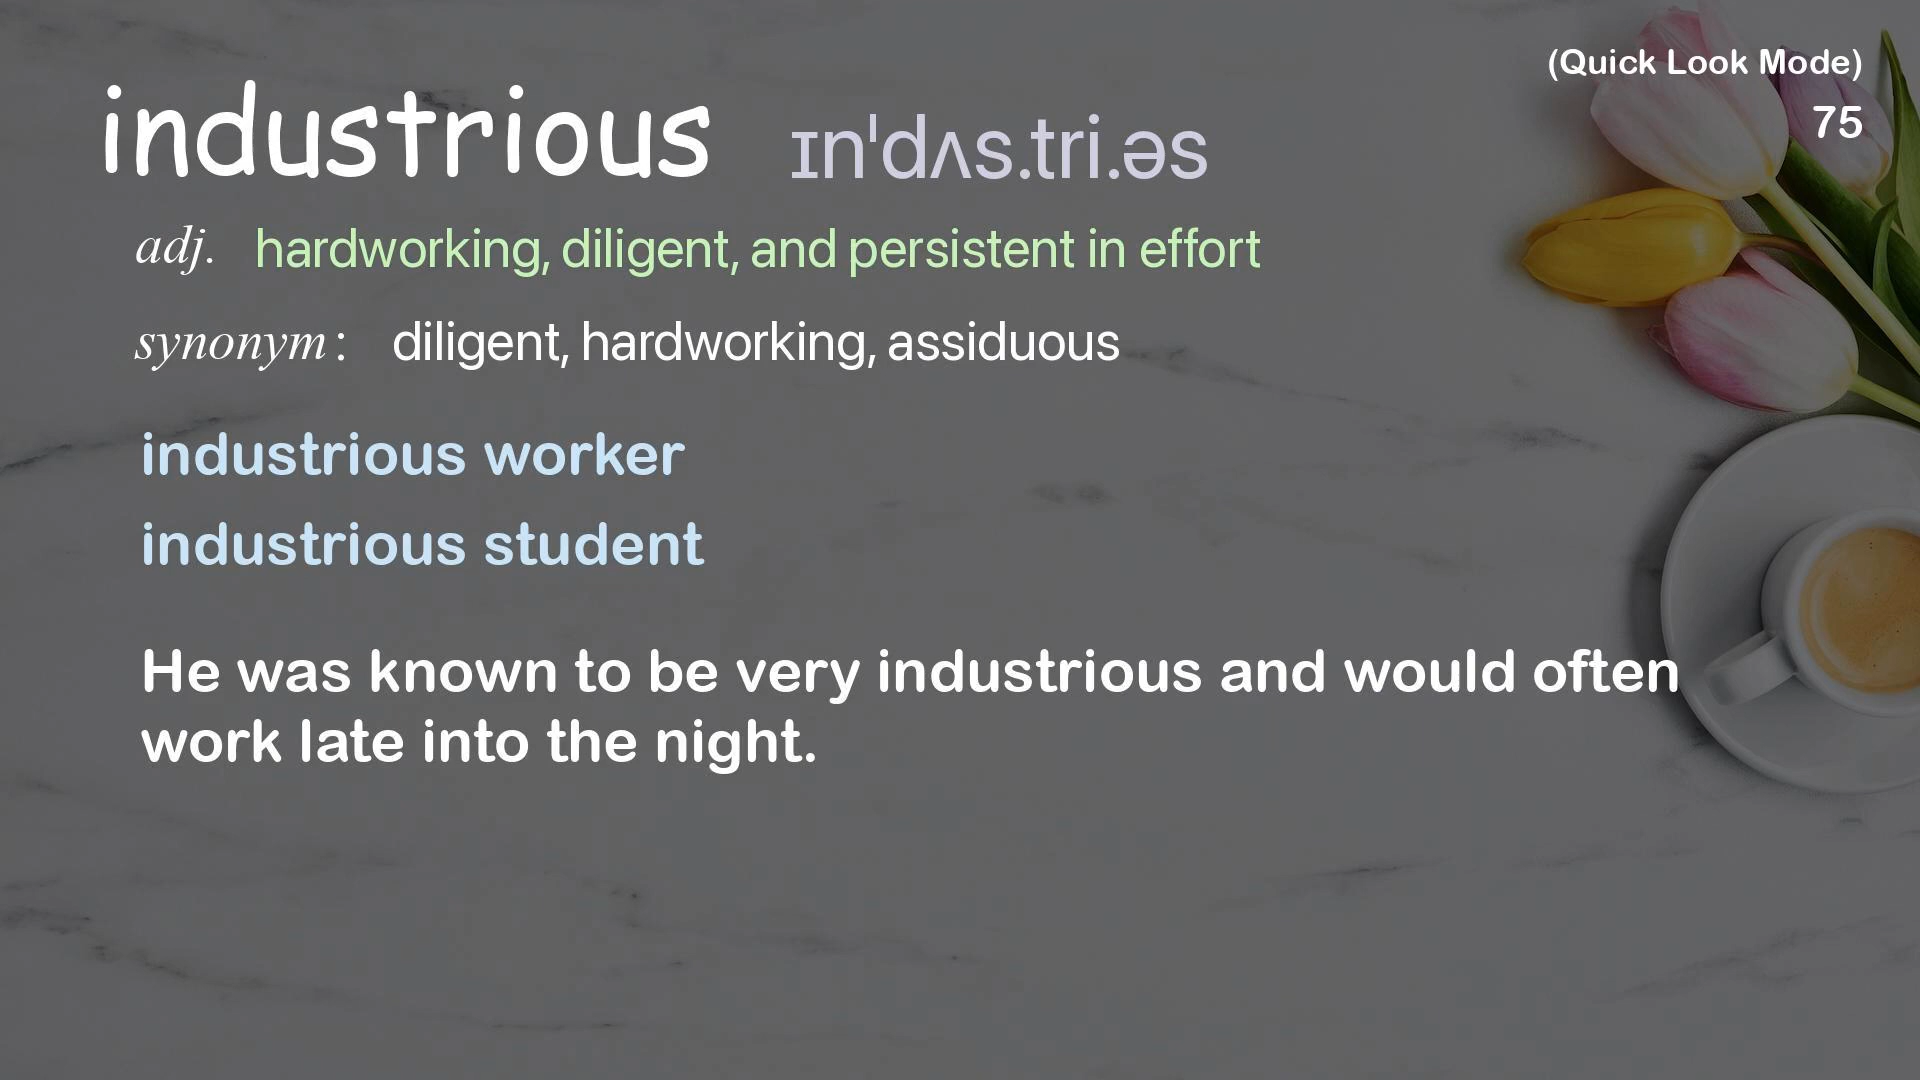 (Quick Look Mode)
75
industrious ɪnˈdʌs.tri.əs
adj. hardworking, diligent, and persistent in effort
synonym: diligent, hardworking, assiduous
industrious worker
industrious student
He was known to be very industrious and would often
work late into the night.